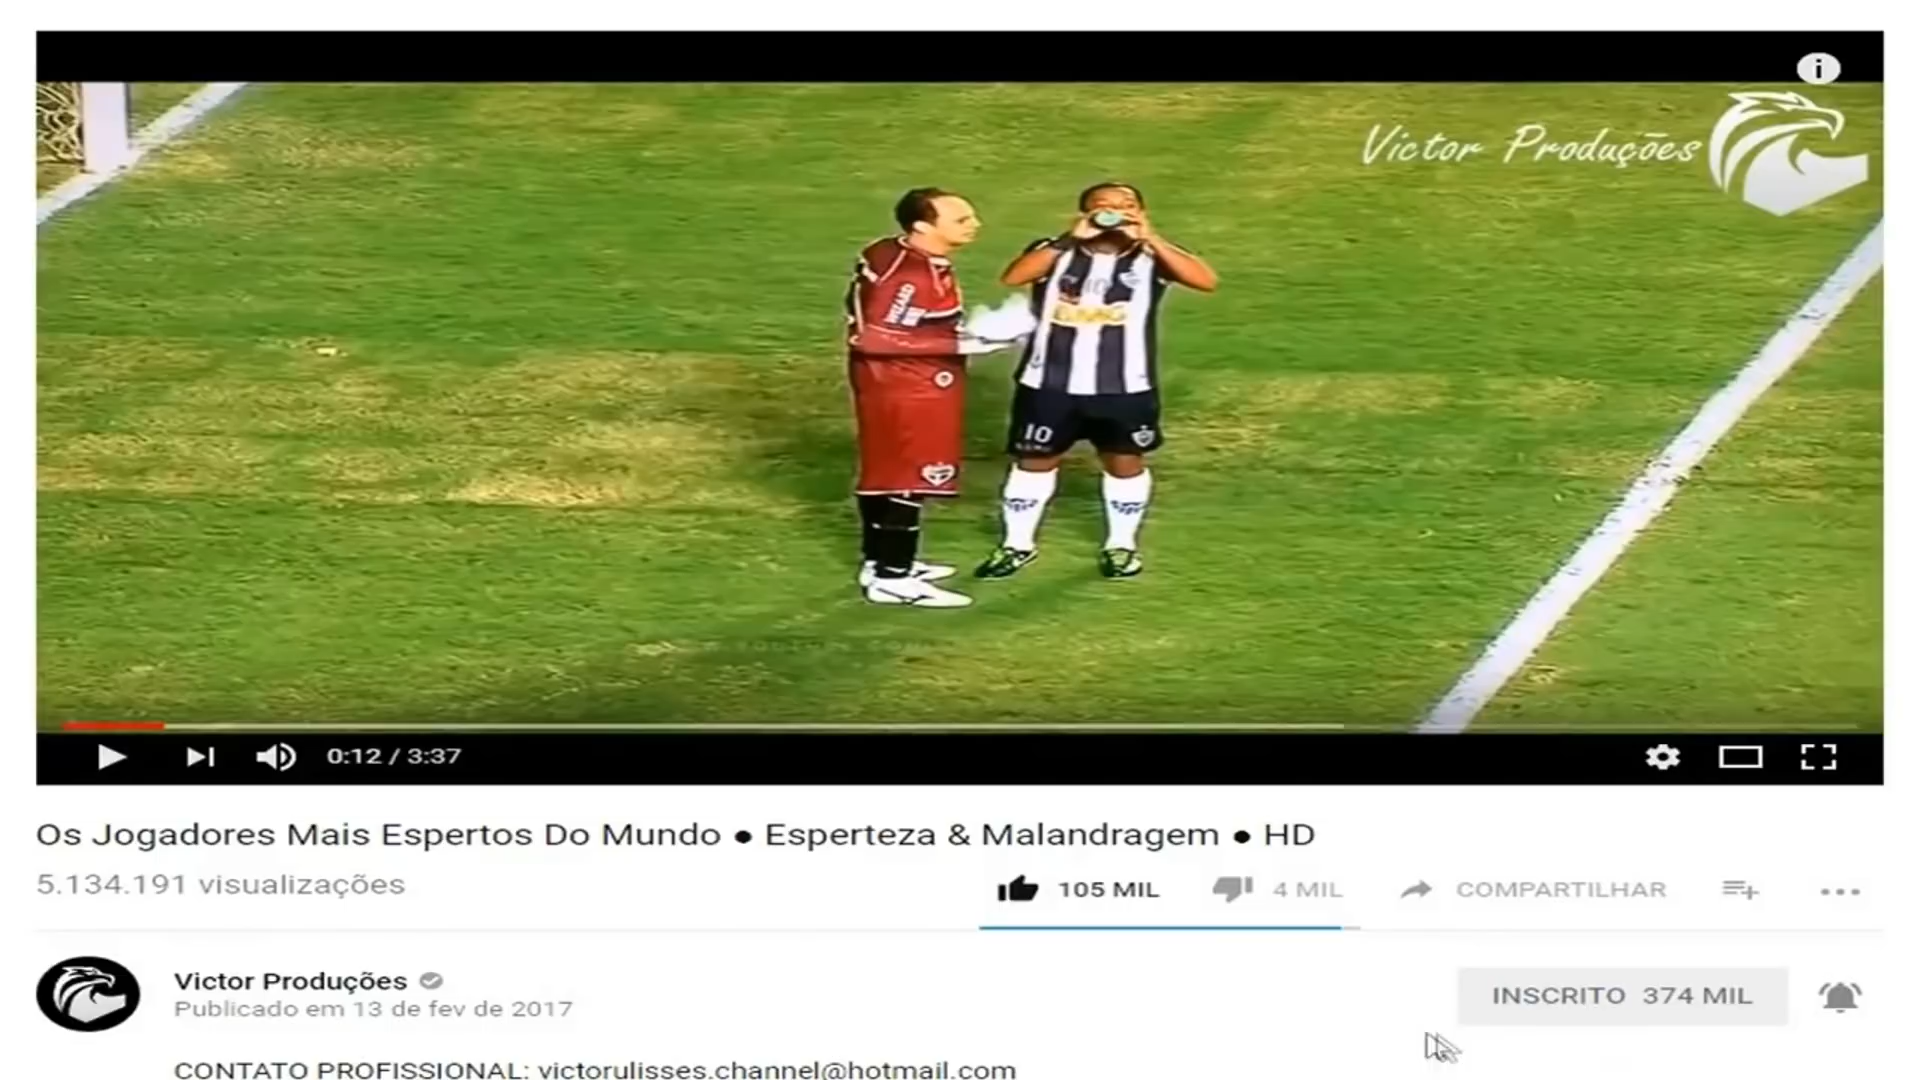 Victor Produções
WIZARD
BMG
10
0:12 / 3:37
Os Jogadores Mais Espertos Do Mundo ● Esperteza & Malandragem ● HD
5.134.191 visualizações
105 MIL 4 MIL COMPARTILHAR
Victor Produções
Publicado em 13 de fev de 2017
INSCRITO 374 MIL
CONTATO PROFISSIONAL: victorulisses.channel@hotmail.com